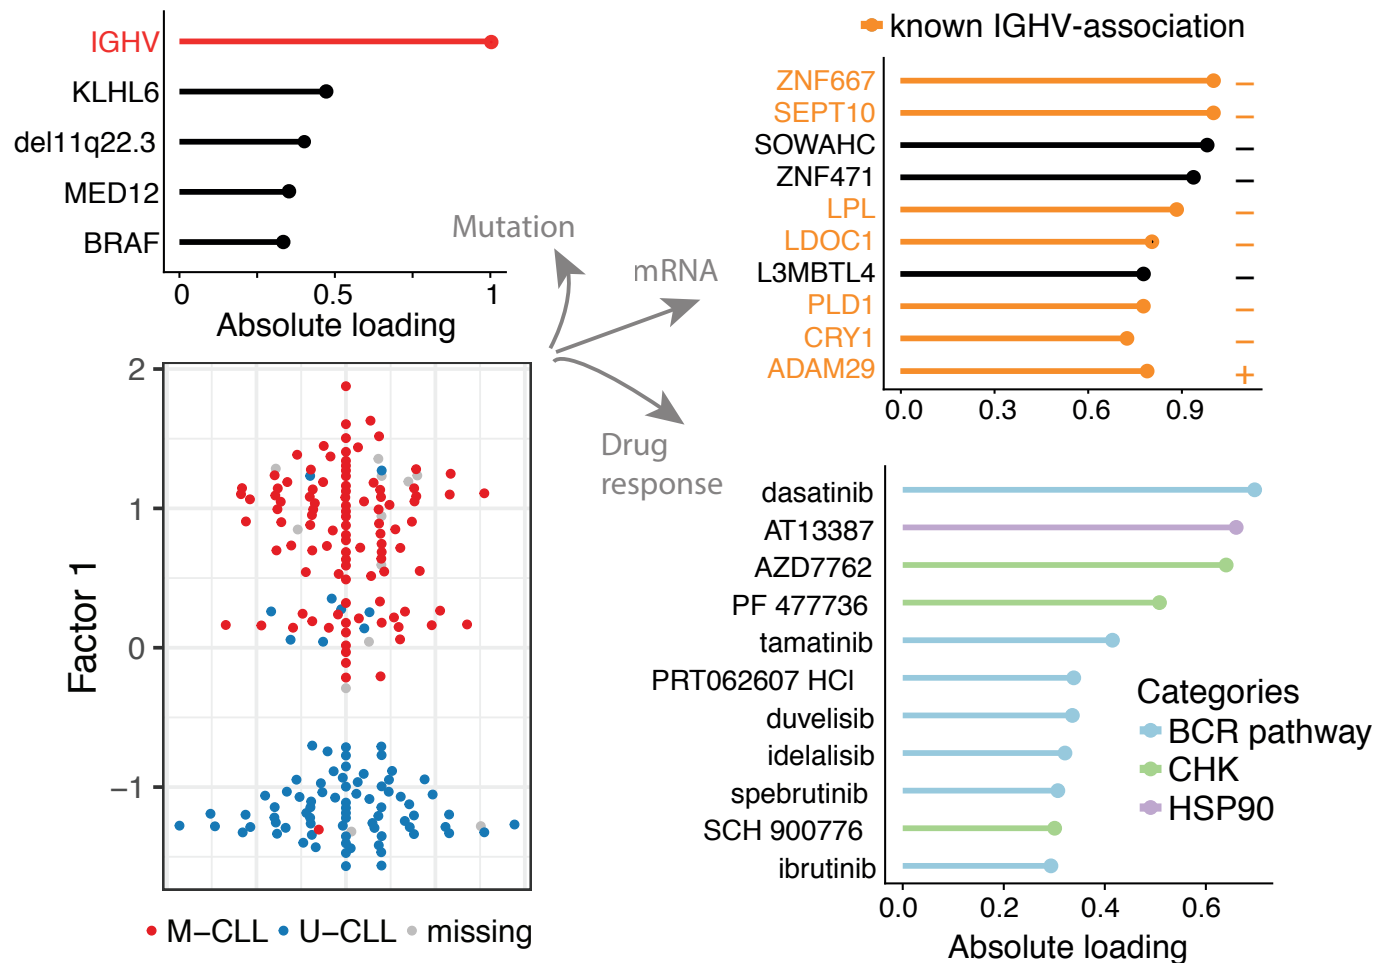 IGHV
KLHL6
del11q22.3
MED12
BRAF
0 0.5 1
Absolute loading
Mutation
mRNA
Drug
response
known IGHV-association
ZNF667 −
SEPT10 −
SOWAHC −
ZNF471 −
LPL −
LDOC1 −
L3MBTL4 −
PLD1 −
CRY1 −
ADAM29 +
0.0 0.3 0.6 0.9
Factor 1
2
1
0
−1
M−CLL U−CLL missing
dasatinib
AT13387
AZD7762
PF 477736
tamatinib
PRT062607 HCl
duvelisib
idelalisib
spebrutinib
SCH 900776
ibrutinib
0.0 0.2 0.4 0.6
Absolute loading
Categories
BCR pathway
CHK
HSP90